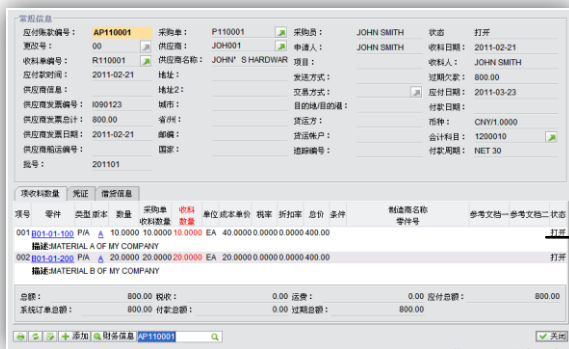 常规信息
应付账款编号: AP110001 采购单: P110001 采购员: JOHN SMITH 状态 打开
更改号: 00 供应商: JOH001 申请人: JOHN SMITH 收料日期: 2011-02-21
收料单编号: R110001 供应商名称: JOHN'S HARDWAR 项目: 收料人: JOHN SMITH
应付款时间: 2011-02-21 地址: 发送方式: 过期欠款: 800.00
供应商信息: 地址2: 交易方式: 应付日期: 2011-03-23
供应商发票编号: I090123 城市: 目的地/目的港: 付款日期:
供应商发票总计: 800.00 省/州: 货运方: 币种: CNY/1.0000
供应商发票日期: 2011-02-21 邮编: 货运帐户: 会计科目: 1200010
供应商船运编号: 国家: 追踪编号: 付款周期: NET 30
批号: 201101
项收料数量 凭证 借贷信息
项号 零件 类型 版本 数量 采购单收料数量 收料数量 单位 成本单价 税率 折扣率 总价 条件 制造商名称零件号 参考文档一 参考文档二 状态
001 B01-01-100 P/A A 10.0000 10.0000 10.0000 EA 40.0000 0.0000 0.0000 400.00 打开
描述:MATERIAL A OF MY COMPANY
002 B01-01-200 P/A A 20.0000 20.0000 20.0000 EA 20.0000 0.0000 0.0000 400.00 打开
描述:MATERIAL B OF MY COMPANY
总额: 800.00 税收: 0.00 运费: 0.00 应付总额: 800.00
系统订单总额: 800.00 付款总额: 0.00 过期总额: 800.00
添加 财务信息 AP110001 关闭